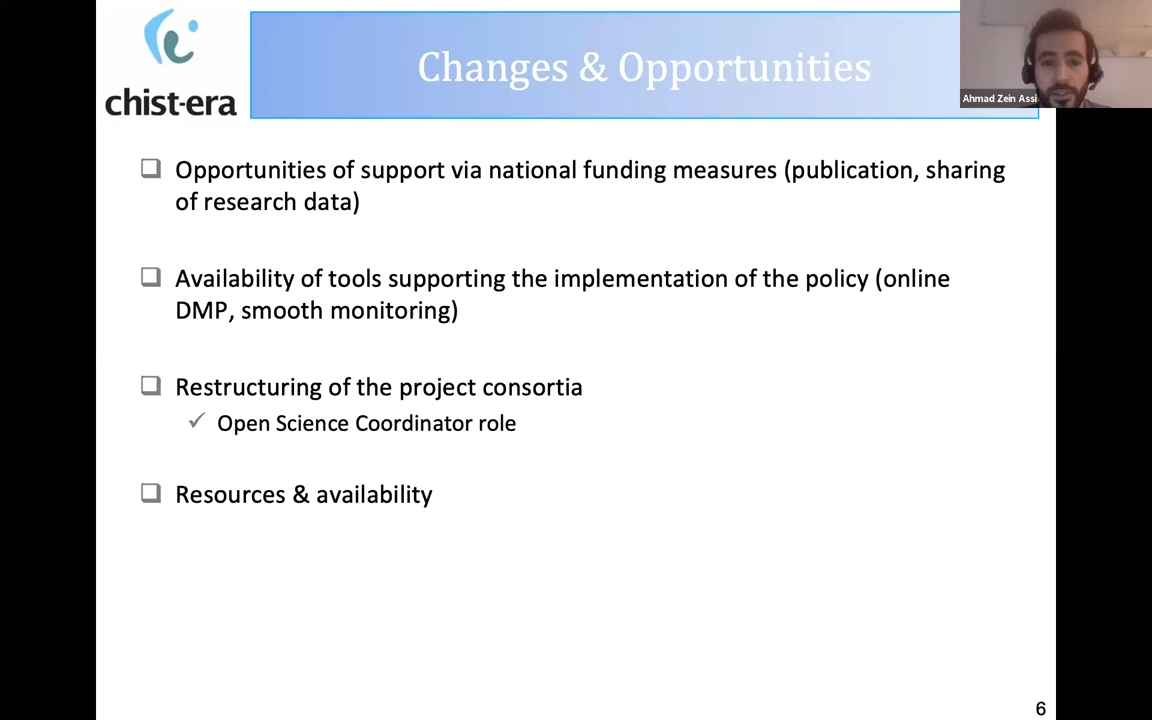 chist-era
Changes & Opportunities
Ahmad Zein Assi
Opportunities of support via national funding measures (publication, sharing
of research data)
Availability of tools supporting the implementation of the policy (online
DMP, smooth monitoring)
Restructuring of the project consortia
Open Science Coordinator role
Resources & availability
6